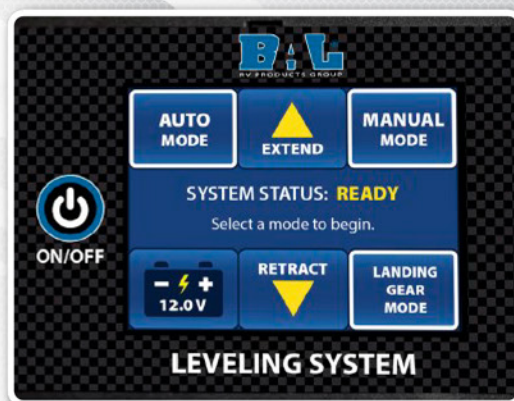 BAL
RV PRODUCTS GROUP
AUTO
MODE
EXTEND
MANUAL
MODE
SYSTEM STATUS: READY
Select a mode to begin.
ON/OFF
12.0 V
RETRACT
LANDING
GEAR
MODE
LEVELING SYSTEM